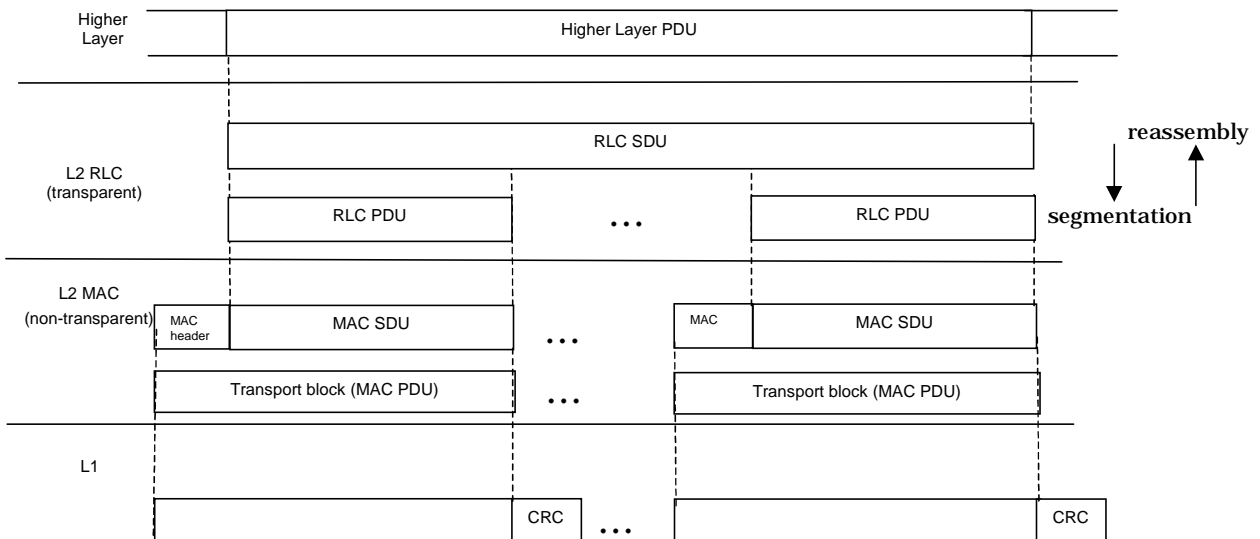 Higher
Layer
Higher Layer PDU
RLC SDU
reassembly
L2 RLC
(transparent)
RLC PDU
...
RLC PDU
segmentation
L2 MAC
(non-transparent)
MAC
header
MAC SDU
...
MAC
MAC SDU
Transport block (MAC PDU)
...
Transport block (MAC PDU)
L1
CRC
...
CRC